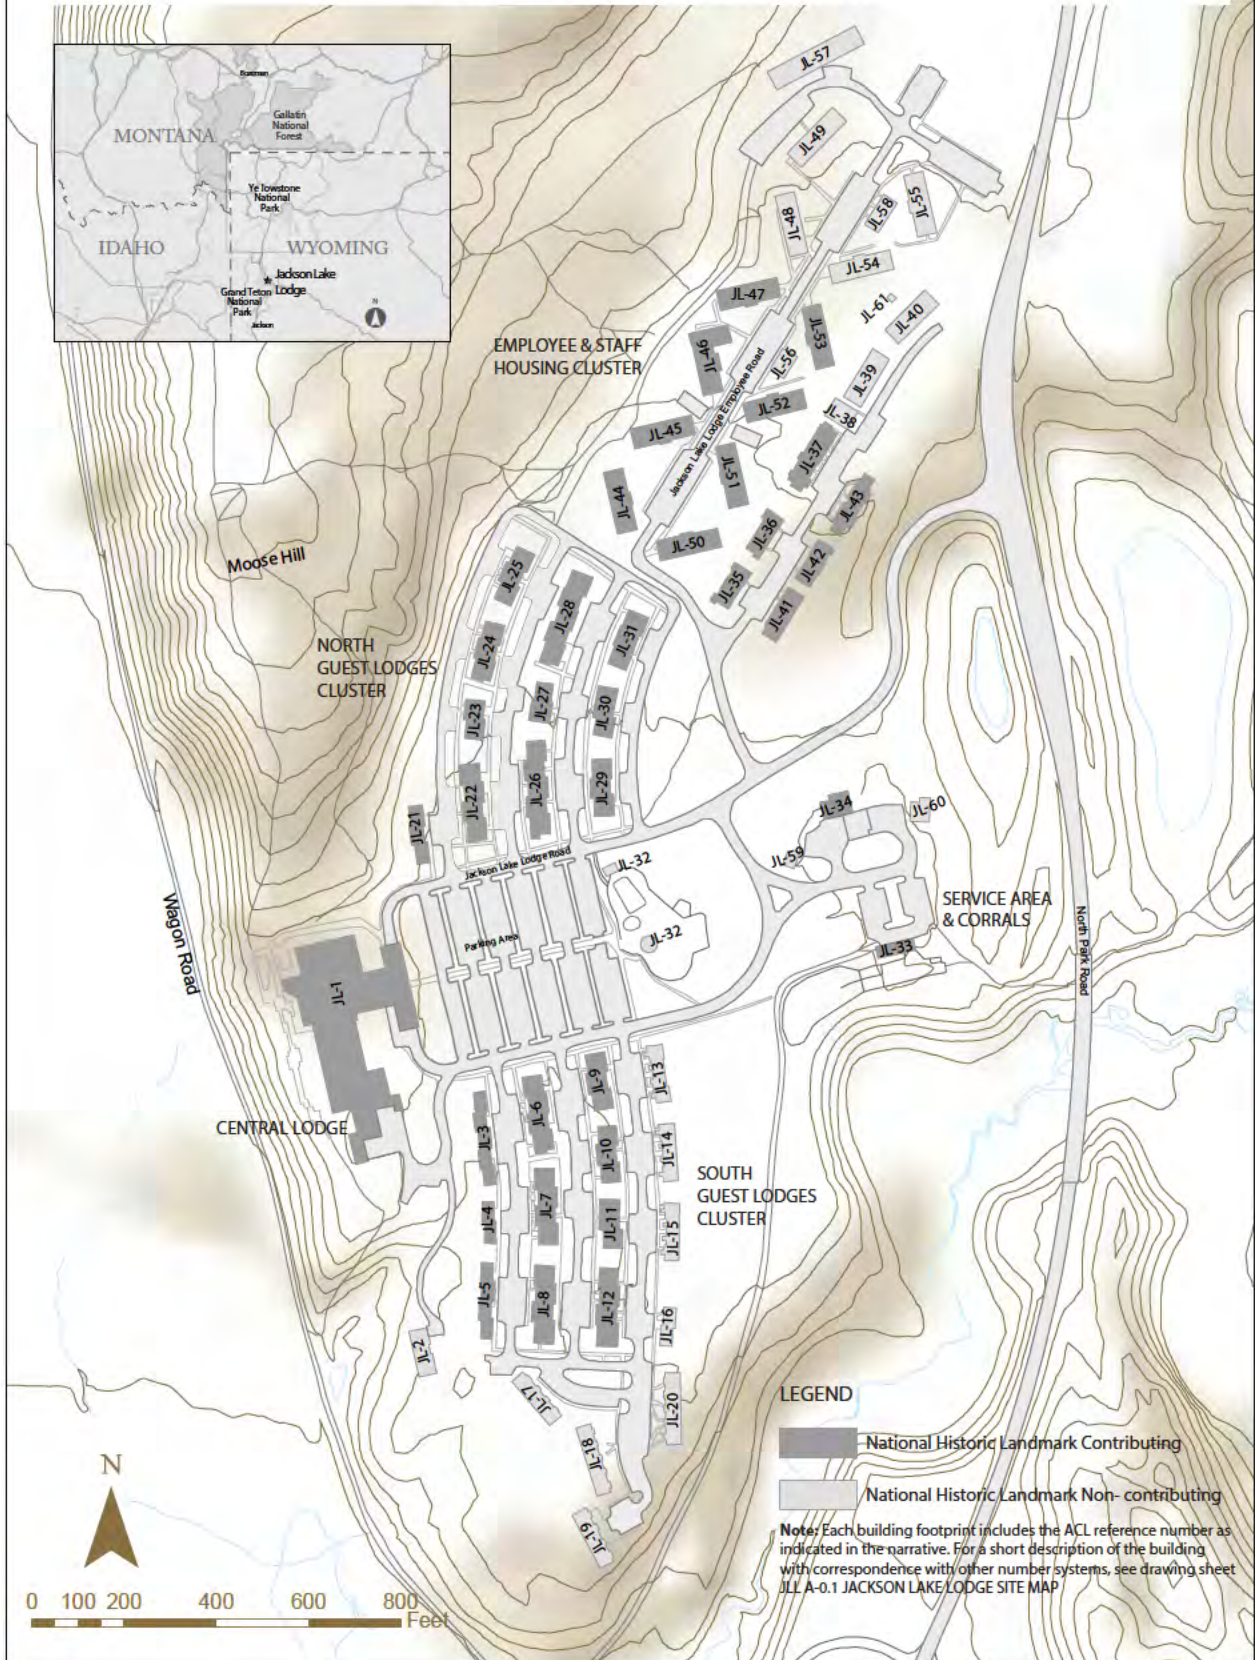 Bozeman
MONTANA
Gallatin
National
Forest
Ye lowstone
National
Park
IDAHO
WYOMING
Jackson Lake
Lodge
Grand Teton
National
Park
Jackson
N
JL-57
JL-49
JL-48
JL-58
JL-55
JL-54
JL-47
JL-61
JL-40
JL-53
EMPLOYEE & STAFF
HOUSING CLUSTER
JL-46
JL-56
JL-39
Jackson Lake Lodge Employee Road
JL-52
JL-38
JL-45
JL-37
JL-51
JL-44
JL-43
JL-36
JL-50
JL-42
JL-35
JL-41
Moose Hill
JL-25
JL-28
JL-31
NORTH
GUEST LODGES
CLUSTER
JL-24
JL-27
JL-23
JL-30
JL-22
JL-26
JL-29
JL-21
JL-34
JL-60
JL-59
Jackson Lake Lodge Road
JL-32
SERVICE AREA
& CORRALS
Wagon Road
Parking Area
JL-32
JL-33
North Park Road
JL-1
CENTRAL LODGE
JL-3
JL-6
JL-9
JL-13
JL-10
JL-14
SOUTH
GUEST LODGES
CLUSTER
JL-4
JL-7
JL-11
JL-15
JL-5
JL-8
JL-12
JL-16
JL-2
JL-17
JL-20
JL-18
JL-19
LEGEND
National Historic Landmark Contributing
National Historic Landmark Non- contributing
Note: Each building footprint includes the ACL reference number as
indicated in the narrative. For a short description of the building
with correspondence with other number systems, see drawing sheet
JLL A-0.1 JACKSON LAKE LODGE SITE MAP
N
0 100 200 400 600 800
Feet